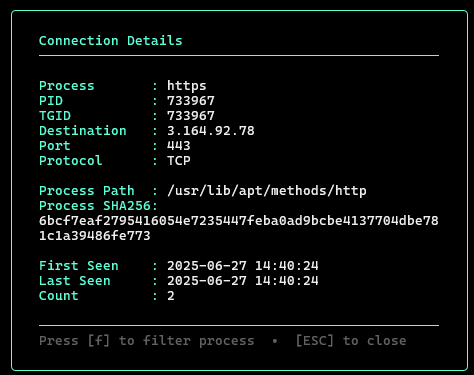 Connection Details
Process : https
PID : 733967
TGID : 733967
Destination : 3.164.92.78
Port : 443
Protocol : TCP
Process Path : /usr/lib/apt/methods/http
Process SHA256:
6bcf7eaf2795416054e7235447feba0ad9bcbe4137704dbe78
1c1a39486fe773
First Seen : 2025-06-27 14:40:24
Last Seen : 2025-06-27 14:40:24
Count : 2
Press [f] to filter process • [ESC] to close